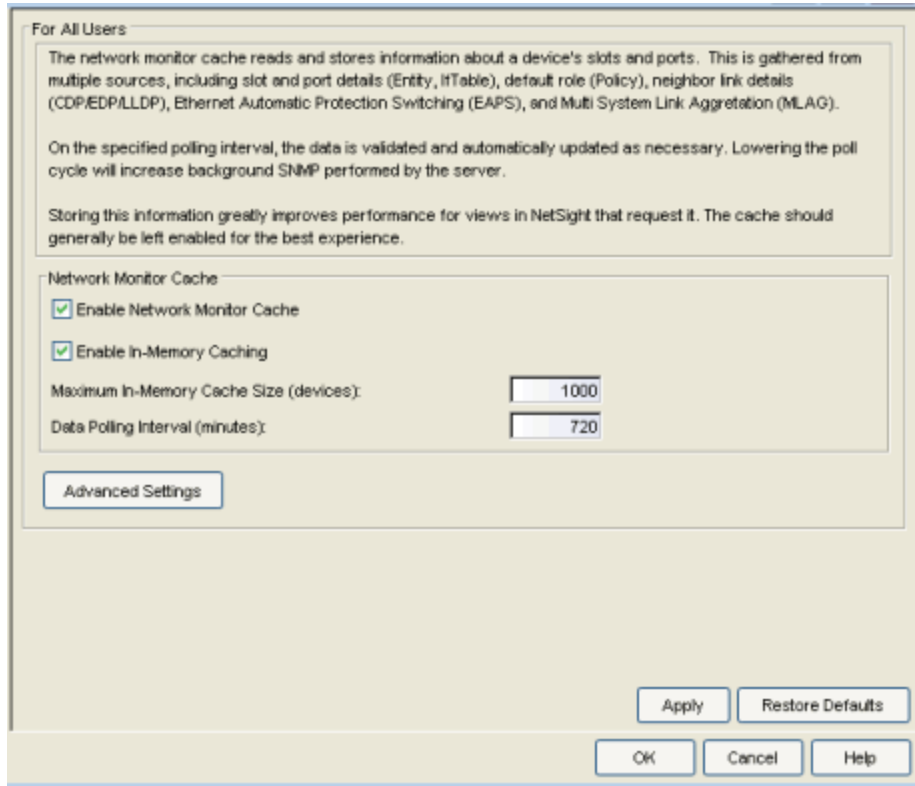 For All Users
The network monitor cache reads and stores information about a device's slots and ports. This is gathered from
multiple sources, including slot and port details (Entity, IfTable), default role (Policy), neighbor link details
(CDP/EDP/LLDP), Ethernet Automatic Protection Switching (EAPS), and Multi System Link Aggretation (MLAG).
On the specified polling interval, the data is validated and automatically updated as necessary. Lowering the poll
cycle will increase background SNMP performed by the server.
Storing this information greatly improves performance for views in NetSight that request it. The cache should
generally be left enabled for the best experience.
Network Monitor Cache
Enable Network Monitor Cache
Enable In-Memory Caching
Maximum In-Memory Cache Size (devices): 1000
Data Polling Interval (minutes): 720
Advanced Settings
Apply Restore Defaults
OK Cancel Help